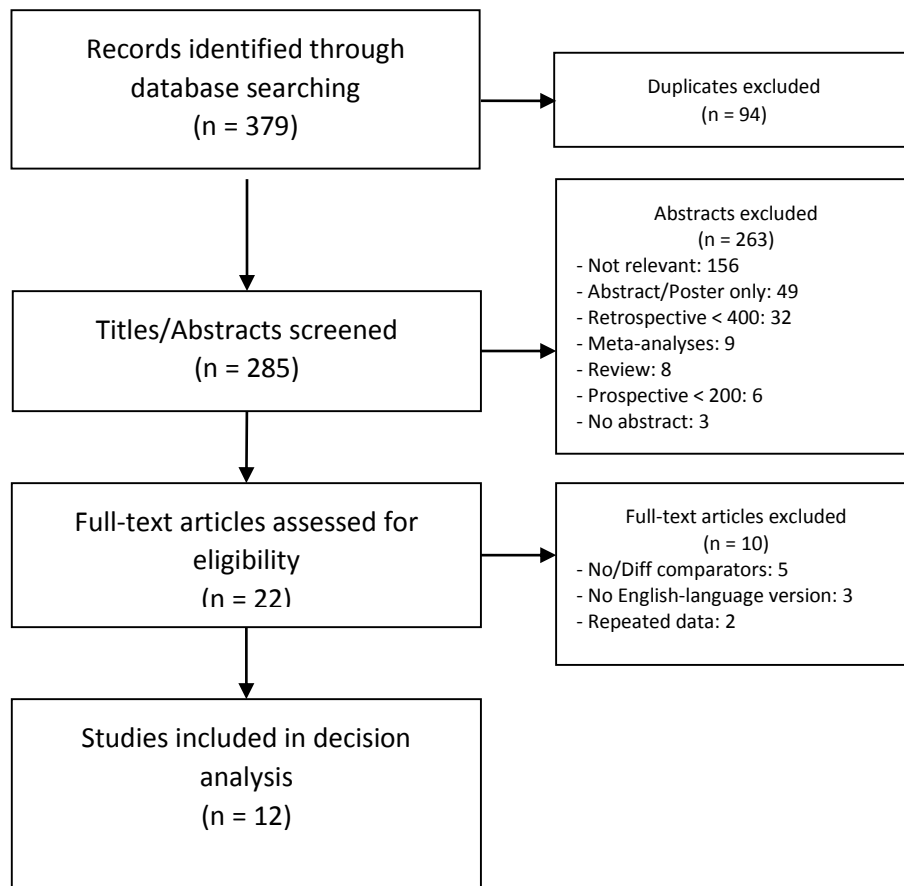 Records identified through
database searching
(n = 379)
Duplicates excluded
(n = 94)
Titles/Abstracts screened
(n = 285)
Abstracts excluded
(n = 263)
- Not relevant: 156
- Abstract/Poster only: 49
- Retrospective < 400: 32
- Meta-analyses: 9
- Review: 8
- Prospective < 200: 6
- No abstract: 3
Full-text articles assessed for
eligibility
(n = 22)
Full-text articles excluded
(n = 10)
- No/Diff comparators: 5
- No English-language version: 3
- Repeated data: 2
Studies included in decision
analysis
(n = 12)